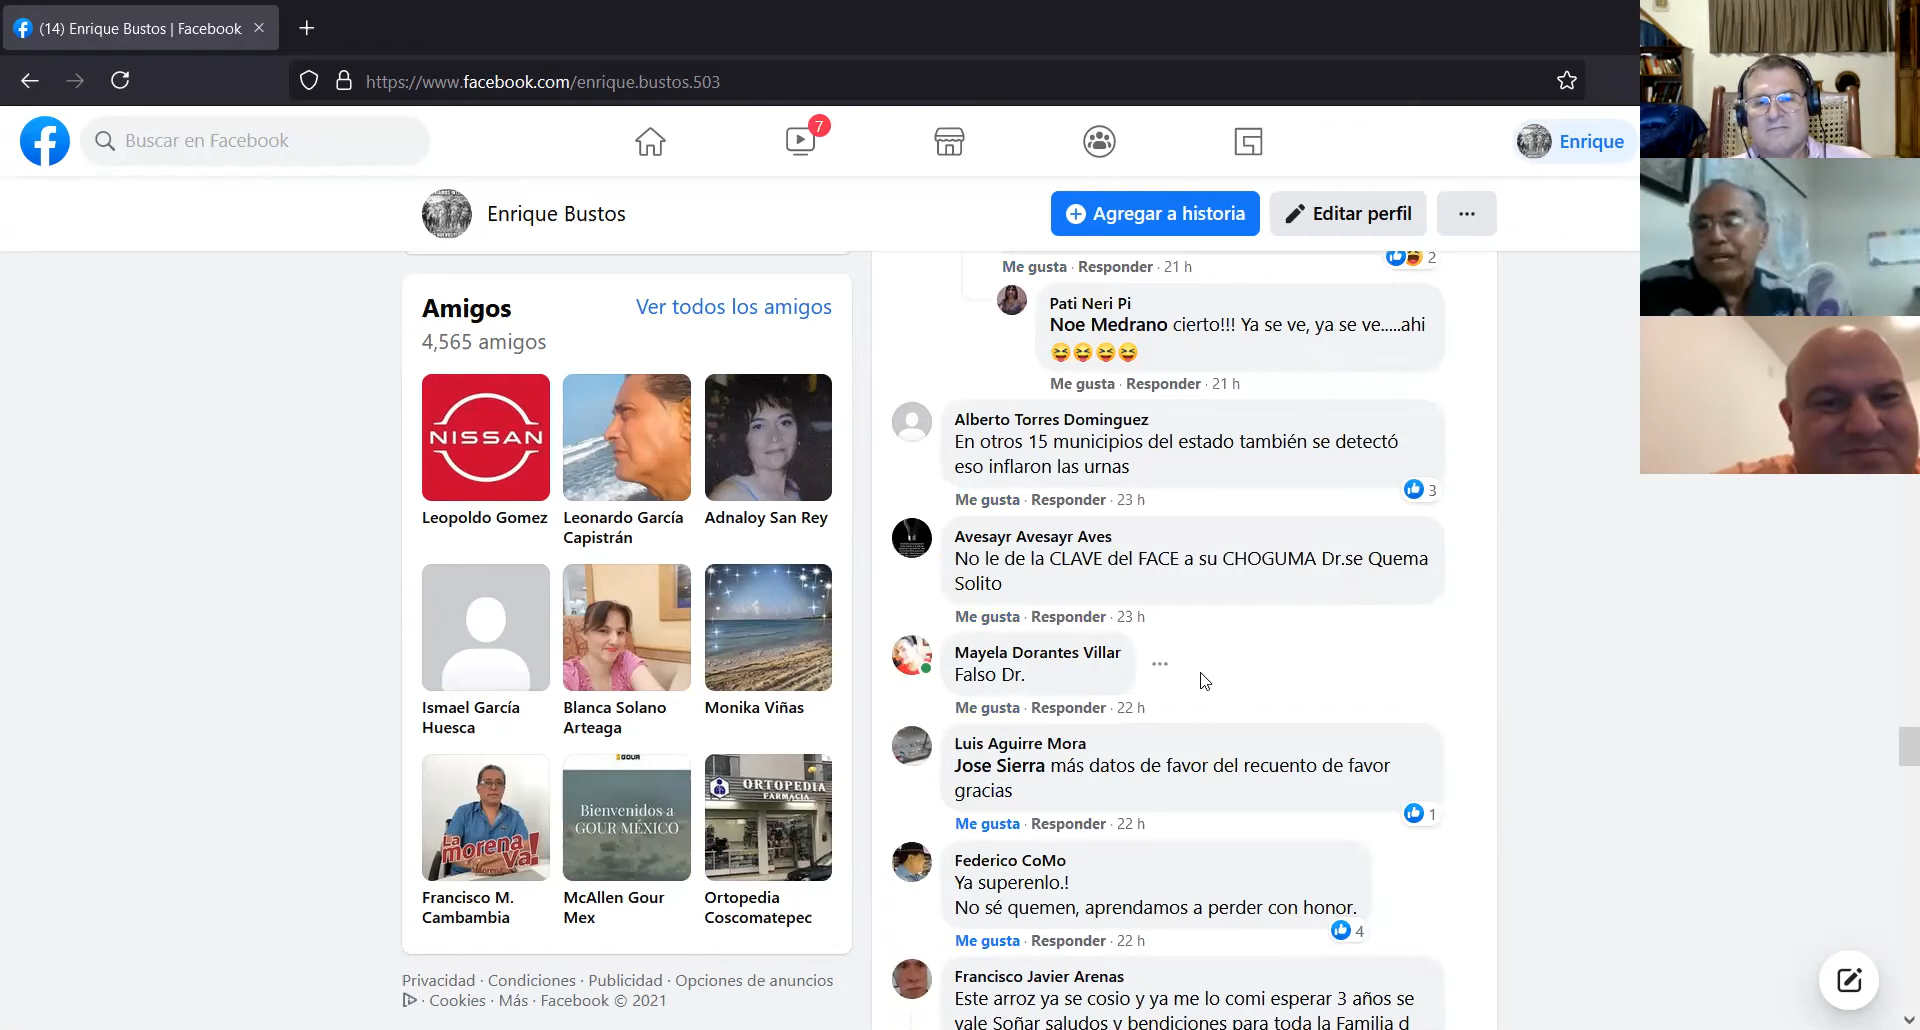 (14) Enrique Bustos | Facebook
https://www.facebook.com/enrique.bustos.503
Buscar en Facebook
7
Enrique
Enrique Bustos
Agregar a historia
Editar perfil
Amigos
Ver todos los amigos
4,565 amigos
NISSAN
Leopoldo Gomez
Leonardo García
Capistrán
Adnaloy San Rey
Ismael García
Huesca
Blanca Solano
Arteaga
Monika Viñas
La
morena
Va!
GOUR
Bienvenidos a
GOUR MÉXICO
ORTOPEDIA
FARMACIA
Francisco M.
Cambambia
McAllen Gour
Mex
Ortopedia
Coscomatepec
Privacidad · Condiciones · Publicidad · Opciones de anuncios
· Cookies · Más · Facebook © 2021
2
Me gusta · Responder · 21 h
Pati Neri Pi
Noe Medrano cierto!!! Ya se ve, ya se ve.....ahi
😝😝😝😝
Me gusta · Responder · 21 h
Alberto Torres Dominguez
En otros 15 municipios del estado también se detectó
eso inflaron las urnas
3
Me gusta · Responder · 23 h
Avesayr Avesayr Aves
No le de la CLAVE del FACE a su CHOGUMA Dr.se Quema
Solito
Me gusta · Responder · 23 h
Mayela Dorantes Villar
Falso Dr.
Me gusta · Responder · 22 h
Luis Aguirre Mora
Jose Sierra más datos de favor del recuento de favor
gracias
1
Me gusta · Responder · 22 h
Federico CoMo
Ya superenlo.!
No sé quemen, aprendamos a perder con honor.
4
Me gusta · Responder · 22 h
Francisco Javier Arenas
Este arroz ya se cosio y ya me lo comi esperar 3 años se
vale Soñar saludos y bendiciones para toda la Familia d